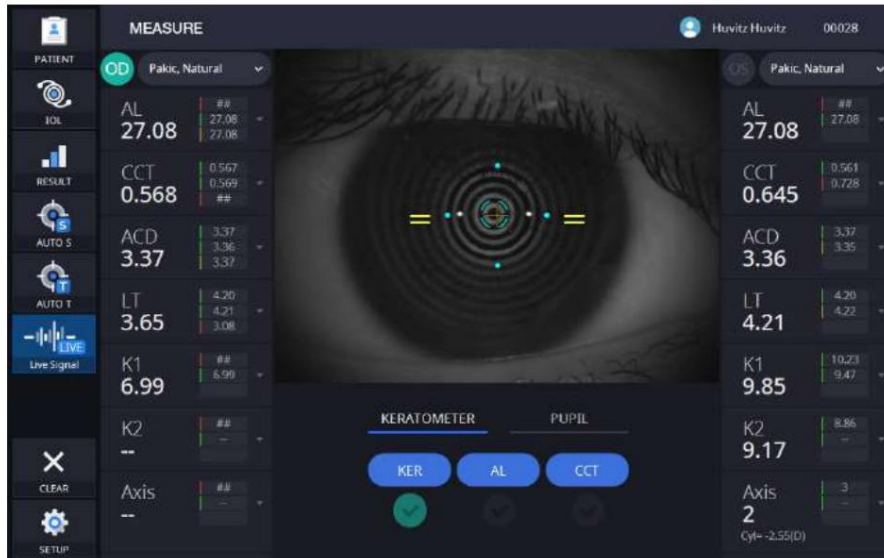 MEASURE
Huvitz Huvitz 00028
PATIENT
IOL
RESULT
S
AUTO S
T
AUTO T
LIVE
Live Signal
CLEAR
SETUP
OD Pakic, Natural
AL
27.08
##
27.08
27.08
CCT
0.568
0.567
0.569
##
ACD
3.37
3.37
3.36
3.37
LT
3.65
4.20
4.21
3.08
K1
6.99
##
6.99
K2
--
##
--
Axis
--
##
--
KERATOMETER PUPIL
KER AL CCT
OS Pakic, Natural
AL
27.08
##
27.08
CCT
0.645
0.561
0.728
ACD
3.36
3.37
3.35
LT
4.21
4.20
4.22
K1
9.85
10.23
9.47
K2
9.17
8.86
--
Axis
2
3
--
Cyl= -2.55(D)